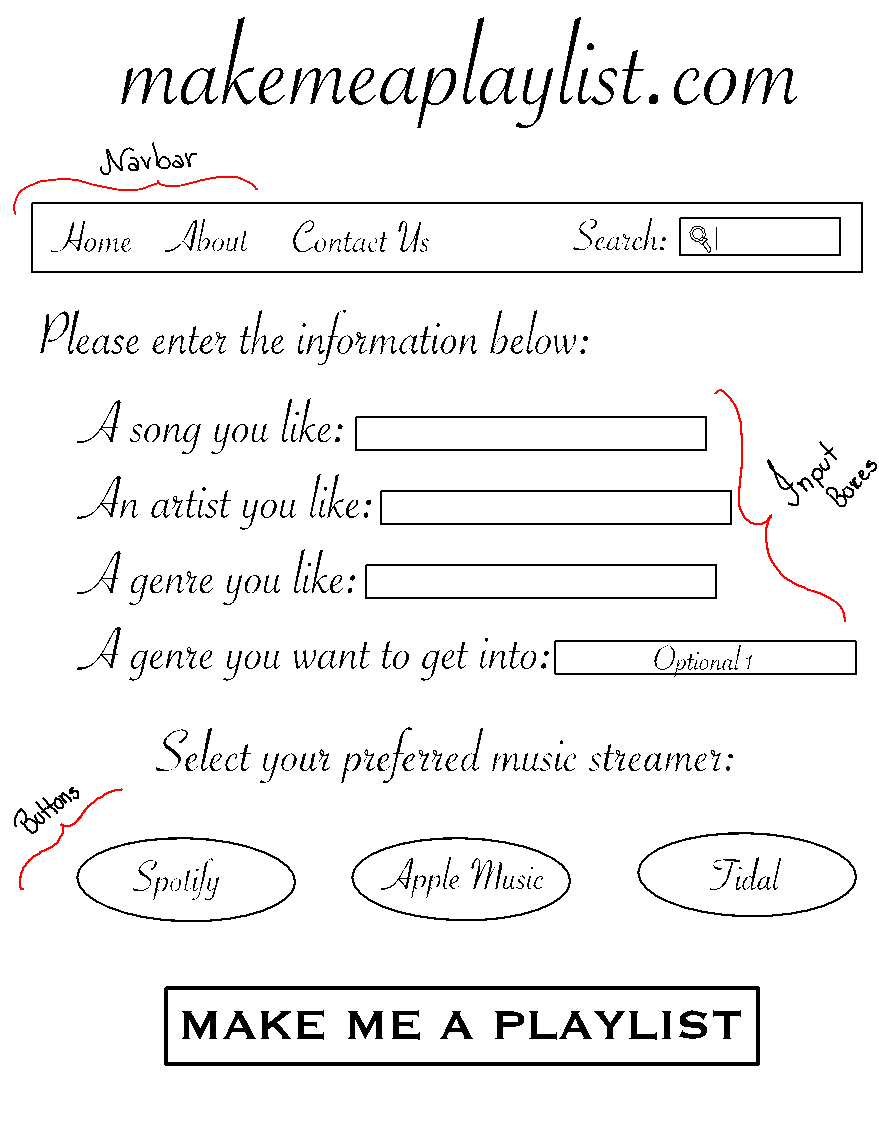 makemeaplaylist.com
Navbar
Home About Contact Us Search:
Please enter the information below:
A song you like:
An artist you like:
Input
Boxes
A genre you like:
A genre you want to get into: Optional 1
Select your preferred music streamer:
Buttons
Spotify Apple Music Tidal
MAKE ME A PLAYLIST